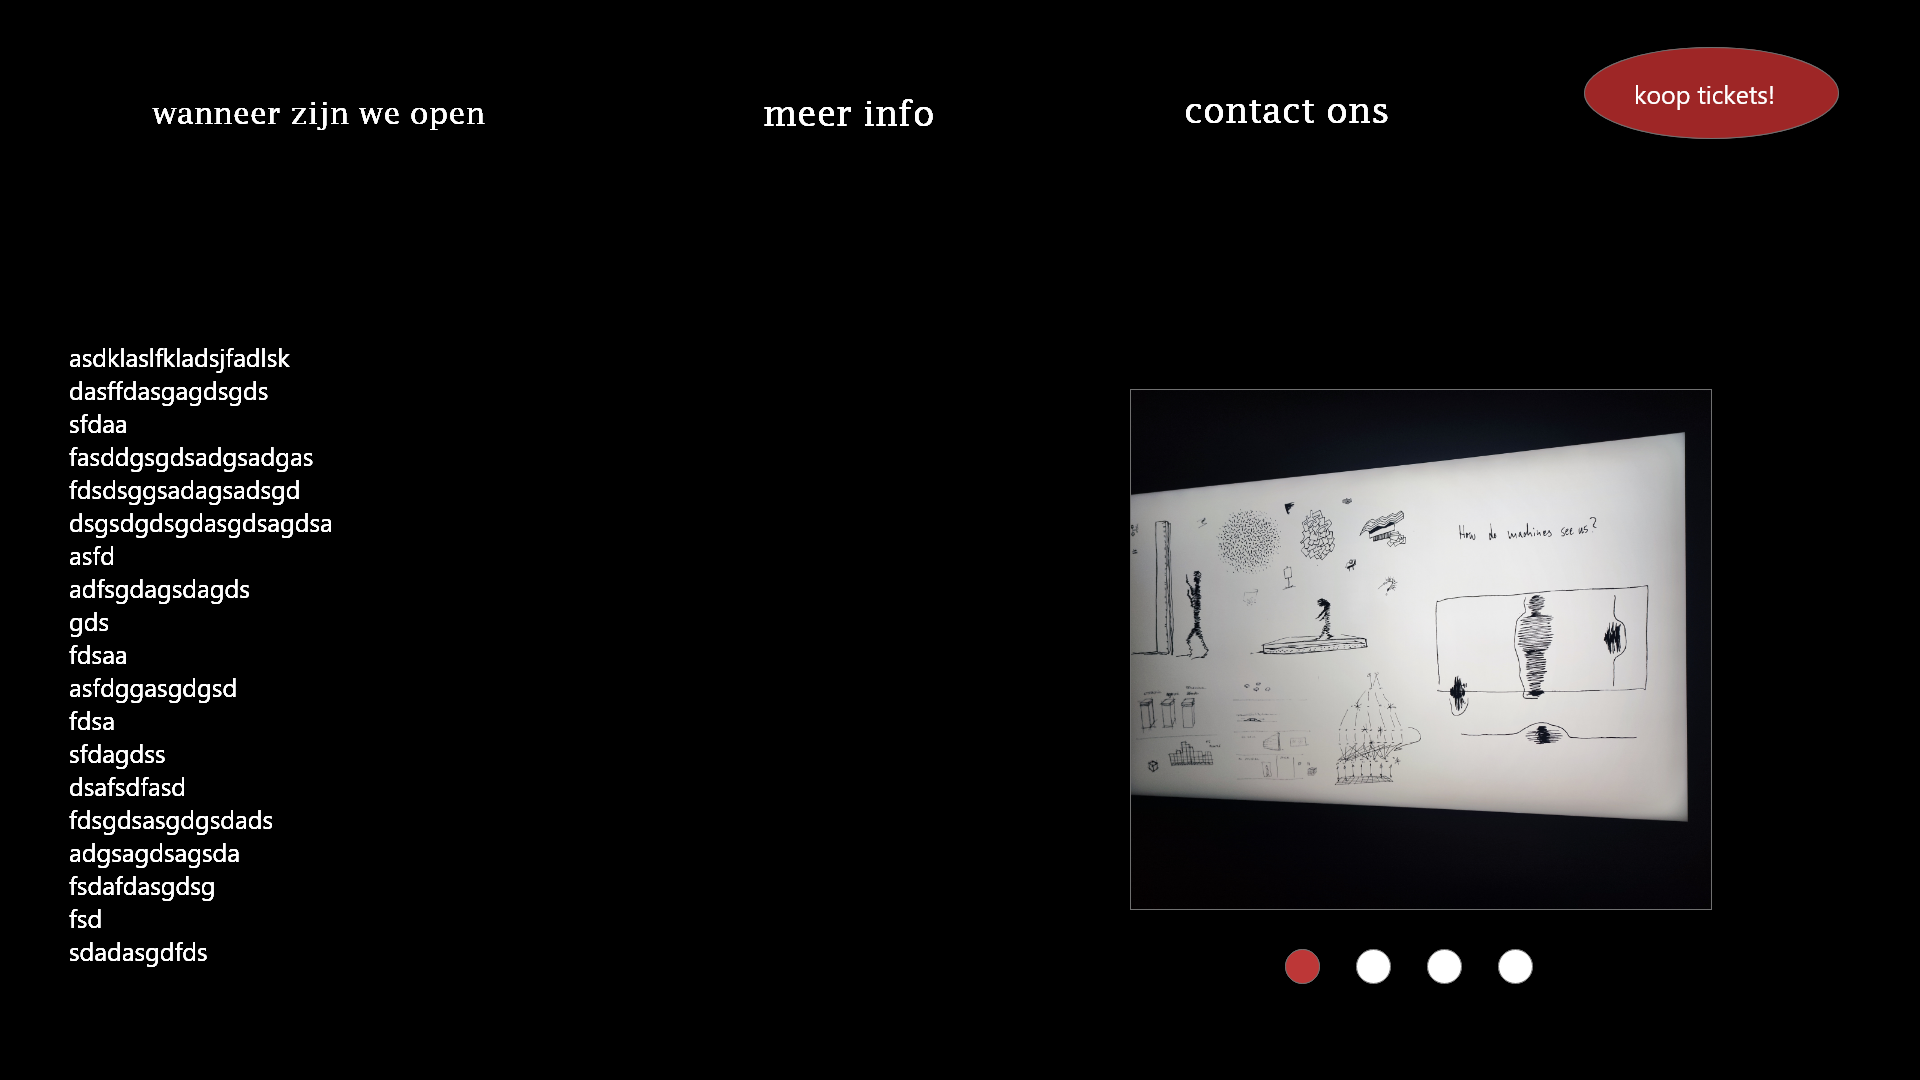 wanneer zijn we open
meer info
contact ons
koop tickets!
asdklaslfkladsjfadlsk
dasffdasgagdsgds
sfdaa
fasddgsgdsadgsadgas
fdsdsggsadagsadsgd
dsgsdgdsgdasgdsagdsa
asfd
adfsgdagsdagds
gds
fdsaa
asfdggasgdgsd
fdsa
sfdagdss
dsafsdfasd
fdsgdsasgdgsdads
adgsagdsagsda
fsdafdasgdsg
fsd
sdadasgdfds
How do machines see us?